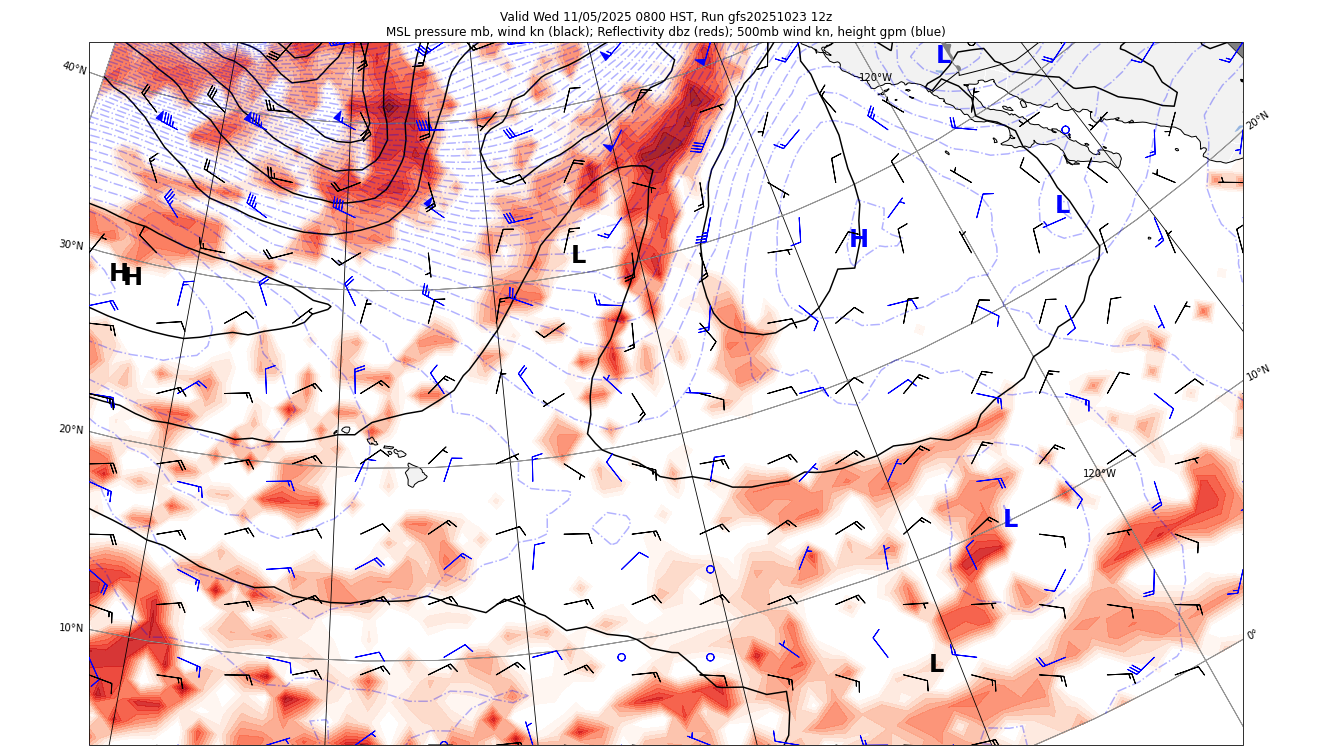 Valid Wed 11/05/2025 0800 HST, Run gfs20251023 12z
MSL pressure mb, wind kn (black); Reflectivity dbz (reds); 500mb wind kn, height gpm (blue)
L
40°N
120°W
20°N
L
H
30°N
L
H
H
10°N
20°N
120°W
L
10°N
0°
L